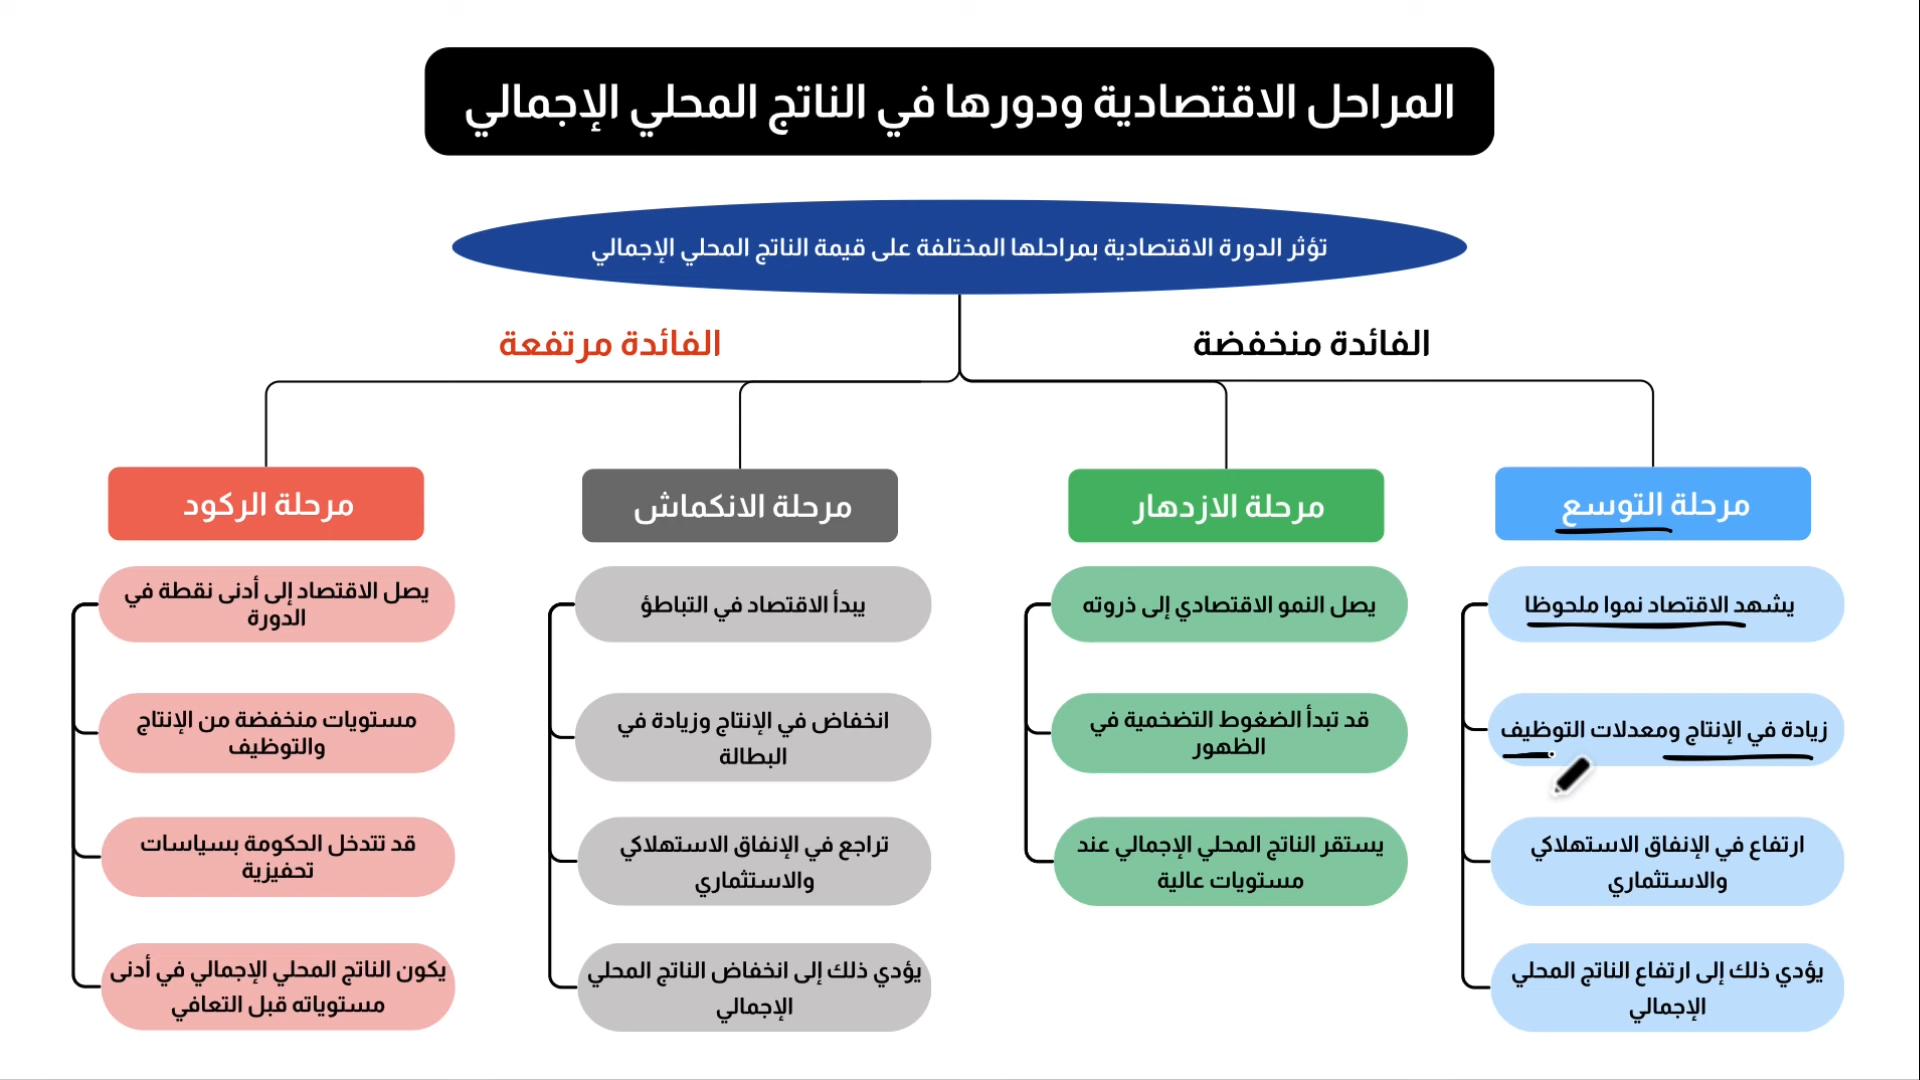 المراحل الاقتصادية ودورها في الناتج المحلي الإجمالي
تؤثر الدورة الاقتصادية بمراحلها المختلفة على قيمة الناتج المحلي الإجمالي
الفائدة منخفضة
الفائدة مرتفعة
مرحلة التوسع
يشهد الاقتصاد نموا ملحوظا
زيادة في الإنتاج ومعدلات التوظيف
ارتفاع في الإنفاق الاستهلاكي
والاستثماري
يؤدي ذلك إلى ارتفاع الناتج المحلي
الإجمالي
مرحلة الازدهار
يصل النمو الاقتصادي إلى ذروته
قد تبدأ الضغوط التضخمية في
الظهور
يستقر الناتج المحلي الإجمالي عند
مستويات عالية
مرحلة الانكماش
يبدأ الاقتصاد في التباطؤ
انخفاض في الإنتاج وزيادة في
البطالة
تراجع في الإنفاق الاستهلاكي
والاستثماري
يؤدي ذلك إلى انخفاض الناتج المحلي
الإجمالي
مرحلة الركود
يصل الاقتصاد إلى أدنى نقطة في
الدورة
مستويات منخفضة من الإنتاج
والتوظيف
قد تتدخل الحكومة بسياسات
تحفيزية
يكون الناتج المحلي الإجمالي في أدنى
مستوياته قبل التعافي